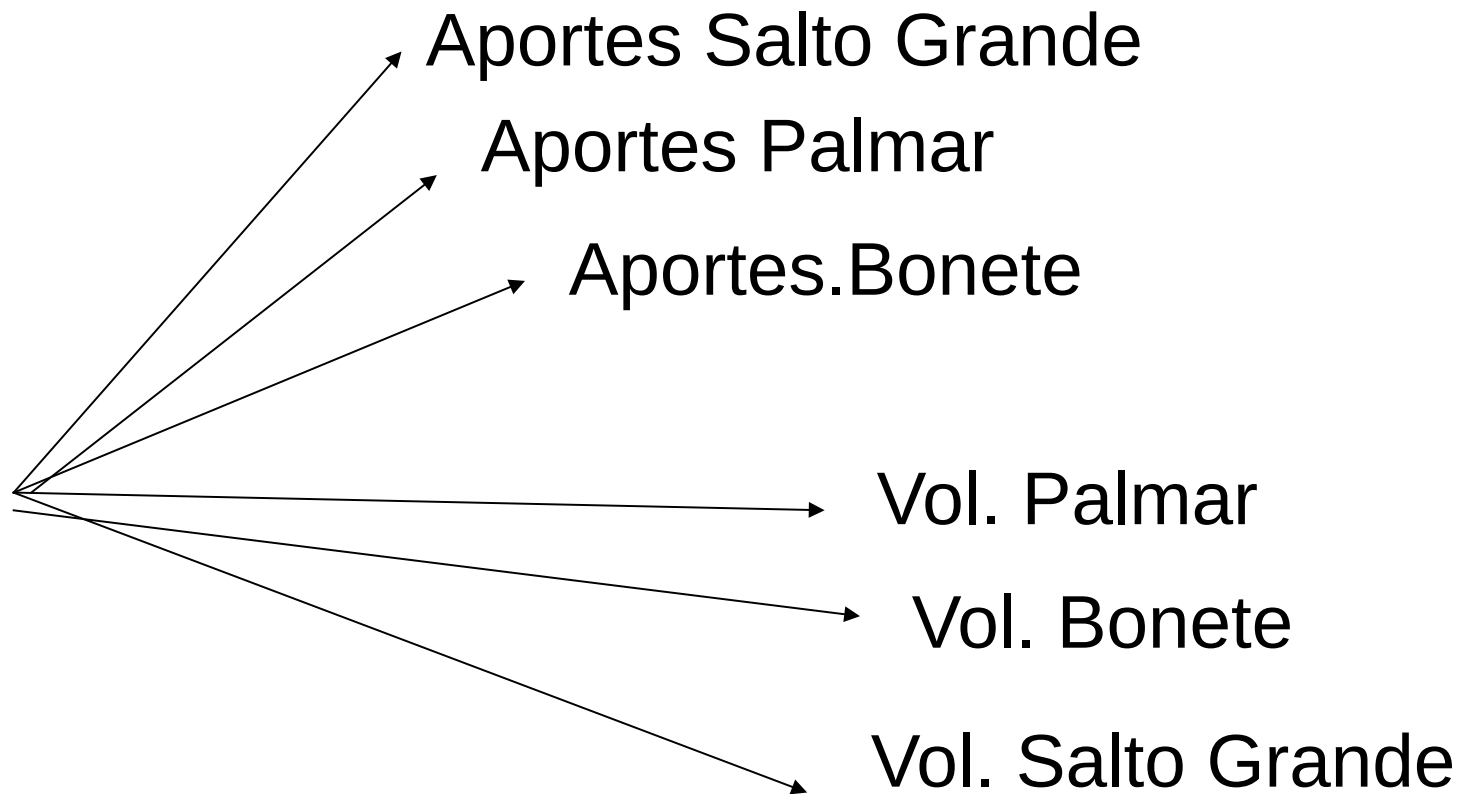 Aportes Salto Grande
Aportes Palmar
Aportes.Bonete
Vol. Palmar
Vol. Bonete
Vol. Salto Grande